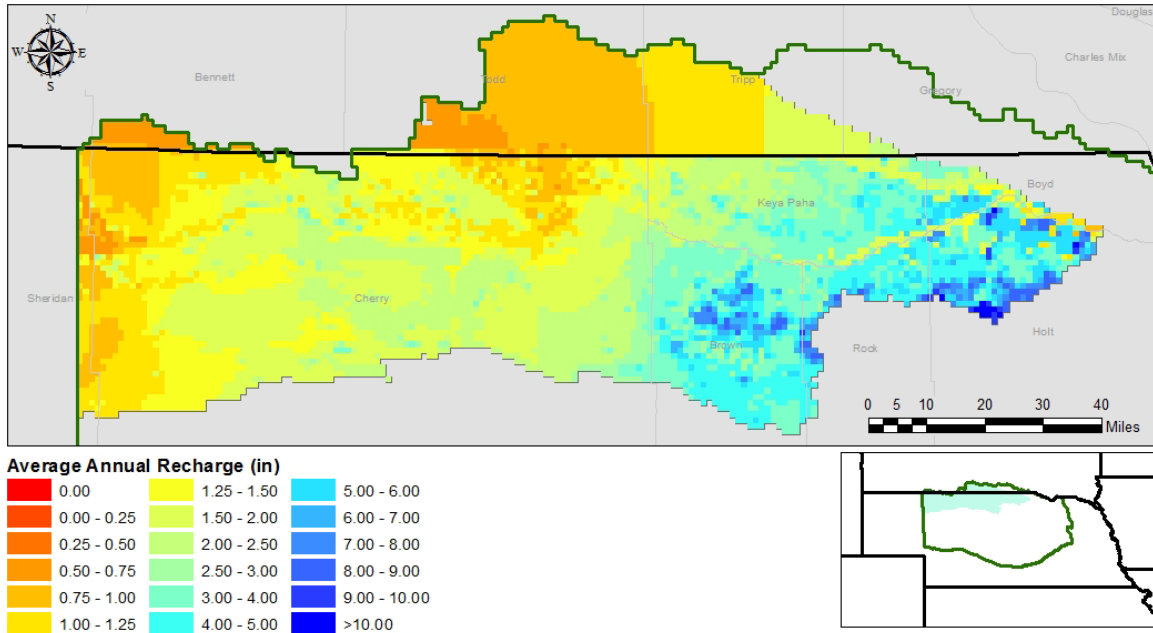 Douglas
N
W E
S
Charles Mix
Bennett
Todd
Tripp
Gregory
Boyd
Keya Paha
Sheridan
Cherry
Holt
Brown
Rock
0 5 10 20 30 40
Miles
Average Annual Recharge (in)
0.00 1.25 - 1.50 5.00 - 6.00
0.00 - 0.25 1.50 - 2.00 6.00 - 7.00
0.25 - 0.50 2.00 - 2.50 7.00 - 8.00
0.50 - 0.75 2.50 - 3.00 8.00 - 9.00
0.75 - 1.00 3.00 - 4.00 9.00 - 10.00
1.00 - 1.25 4.00 - 5.00 >10.00